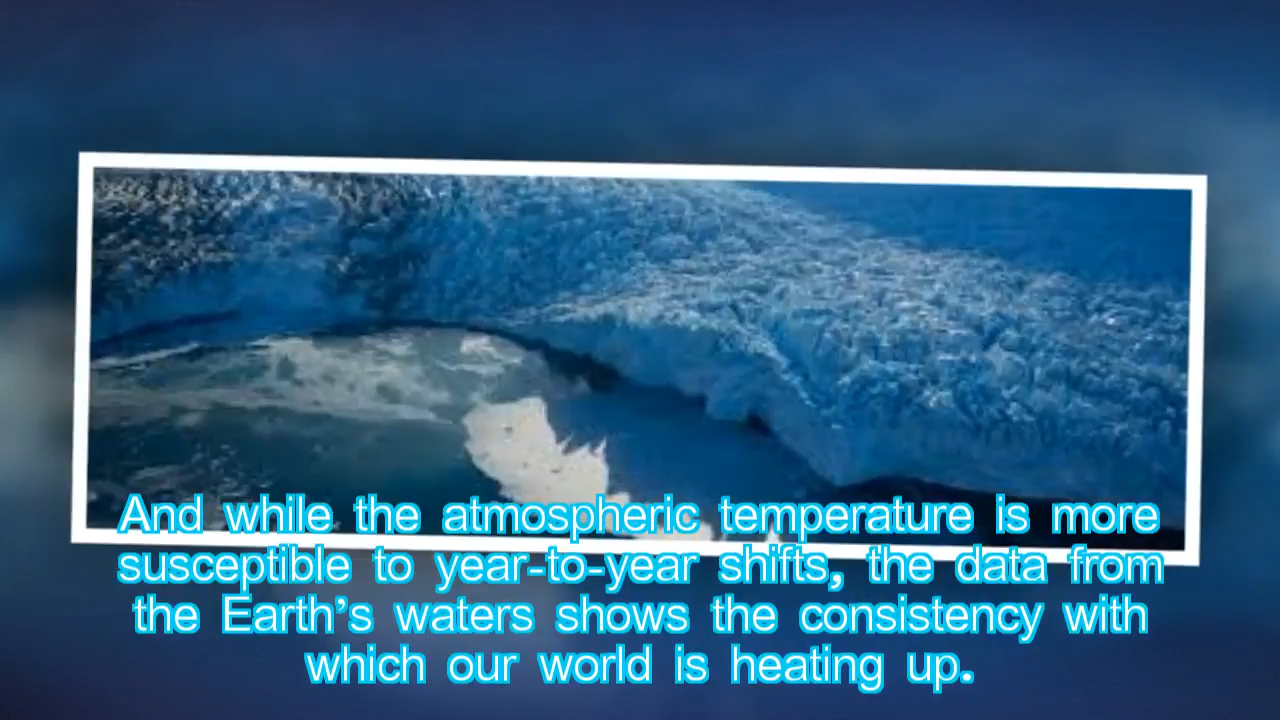 And while the atmospheric temperature is more
susceptible to year-to-year shifts, the data from
the Earth’s waters shows the consistency with
which our world is heating up.